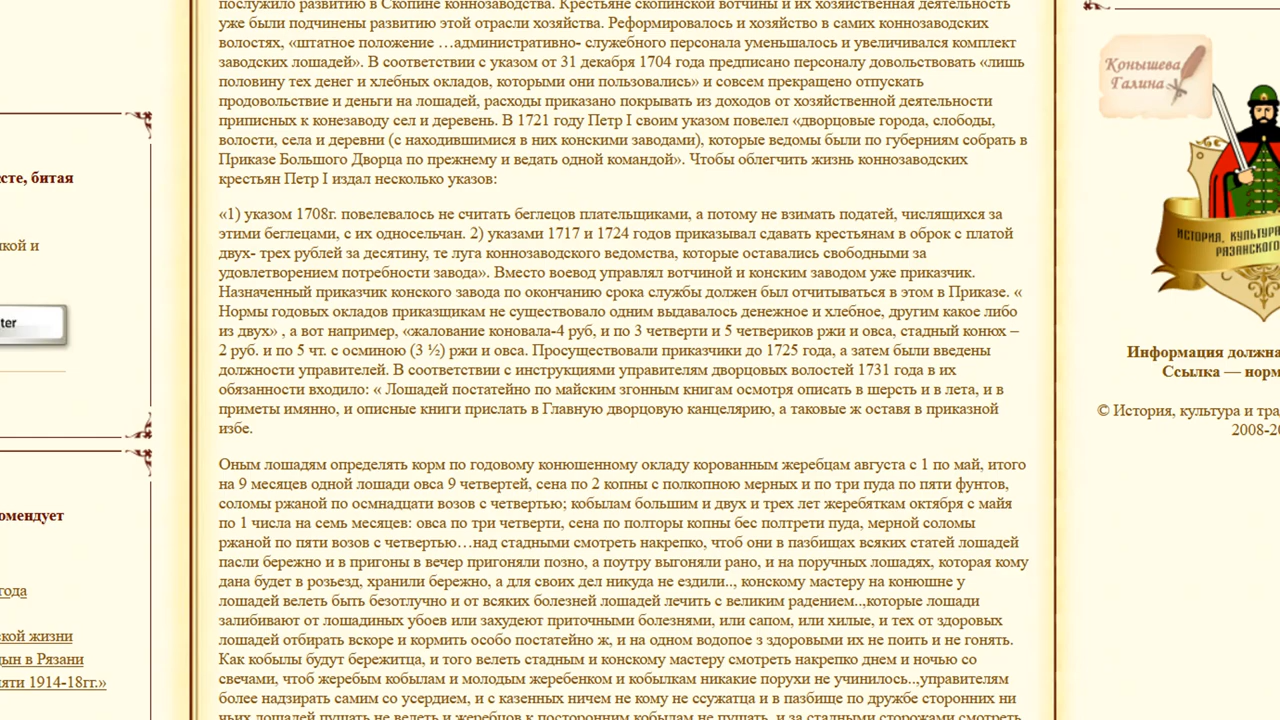 послужило развитию в Скопине коннозаводства. Крестьяне скопинской вотчины и их хозяйственная деятельность
уже были подчинены развитию этой отрасли хозяйства. Реформировалось и хозяйство в самих коннозаводских
волостях, «штатное положение …административно- служебного персонала уменьшалось и увеличивался комплект
заводских лошадей». В соответствии с указом от 31 декабря 1704 года предписано персоналу довольствовать «лишь
половину тех денег и хлебных окладов, которыми они пользовались» и совсем прекращено отпускать
продовольствие и деньги на лошадей, расходы приказано покрывать из доходов от хозяйственной деятельности
приписных к конезаводу сел и деревень. В 1721 году Петр I своим указом повелел «дворцовые города, слободы,
волости, села и деревни (с находившимися в них конскими заводами), которые ведомы были по губерниям собрать в
Приказе Большого Дворца по прежнему и ведать одной командой». Чтобы облегчить жизнь коннозаводских
крестьян Петр I издал несколько указов:
«1) указом 1708г. повелевалось не считать беглецов плательщиками, а потому не взимать податей, числящихся за
этими беглецами, с их односельчан. 2) указами 1717 и 1724 годов приказывал сдавать крестьянам в оброк с платой
двух- трех рублей за десятину, те луга коннозаводского ведомства, которые оставались свободными за
удовлетворением потребности завода». Вместо воевод управлял вотчиной и конским заводом уже приказчик.
Назначенный приказчик конского завода по окончанию срока службы должен был отчитываться в этом в Приказе. «
Нормы годовых окладов приказщикам не существовало одним выдавалось денежное и хлебное, другим какое либо
из двух» , а вот например, «жалование коновала-4 руб, и по 3 четверти и 5 четвериков ржи и овса, стадный конюх –
2 руб. и по 5 чт. с осминою (3 ½) ржи и овса. Просуществовали приказчики до 1725 года, а затем были введены
должности управителей. В соответствии с инструкциями управителям дворцовых волостей 1731 года в их
обязанности входило: « Лошадей постатейно по майским згонным книгам осмотря описать в шерсть и в лета, и в
приметы имянно, и описные книги прислать в Главную дворцовую канцелярию, а таковые ж оставя в приказной
избе.
Оным лошадям определять корм по годовому конюшенному окладу корованным жеребцам августа с 1 по май, итого
на 9 месяцев одной лошади овса 9 четвертей, сена по 2 копны с полкопною мерных и по три пуда по пяти фунтов,
соломы ржаной по осмнадцати возов с четвертью; кобылам большим и двух и трех лет жеребяткам октября с майя
по 1 числа на семь месяцев: овса по три четверти, сена по полторы копны бес полтрети пуда, мерной соломы
ржаной по пяти возов с четвертью…над стадными смотреть накрепко, чтоб они в пазбищах всяких статей лошадей
пасли бережно и в пригоны в вечер пригоняли позно, а поутру выгоняли рано, и на поручных лошадях, которая кому
дана будет в розъезд, хранили бережно, а для своих дел никуда не ездили.., конскому мастеру на конюшне у
лошадей велеть быть безотлучно и от всяких болезней лошадей лечить с великим радением..,которые лошади
залибивают от лошадиных убоев или захудеют приточными болезнями, или сапом, или хилые, и тех от здоровых
лошадей отбирать вскоре и кормить особо постатейно ж, и на одном водопое з здоровыми их не поить и не гонять.
Как кобылы будут бережитца, и того велеть стадным и конскому мастеру смотреть накрепко днем и ночью со
свечами, чтоб жеребым кобылам и молодым жеребенком и кобылкам никакие порухи не учинилось..,управителям
более надзирать самим со усердием, и с казенных ничем не кому не ссужатца и в пазбище по дружбе сторонних ни
чьих лошадей пущать не велеть и жеребцов к посторонним кобылам не пущать, и за стадными сторожами смотреть
сте, битая
кой и
ter
омендует
года
кой жизни
ын в Рязани
яти 1914-18гг.»
Конышева
Галина
ИСТОРИЯ, КУЛЬТУРА
РЯЗАНСКОГО
Информация должна
Ссылка — норм
© История, культура и тра
2008-20